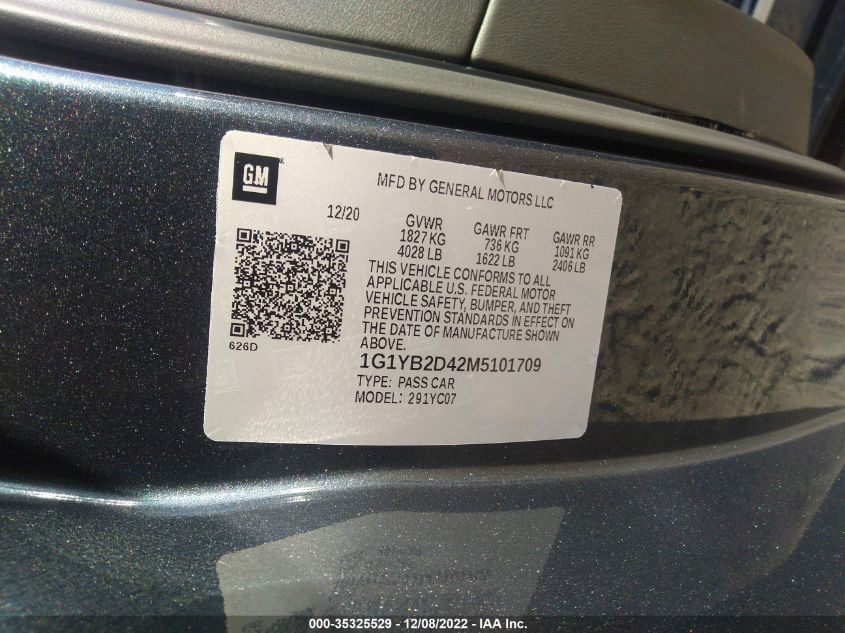 GM
MFD BY GENERAL MOTORS LLC
12/20
GVWR
1827 KG
4028 LB
GAWR FRT
736 KG
1622 LB
GAWR RR
1091 KG
2406 LB
THIS VEHICLE CONFORMS TO ALL
APPLICABLE U.S. FEDERAL MOTOR
VEHICLE SAFETY, BUMPER, AND THEFT
PREVENTION STANDARDS IN EFFECT ON
THE DATE OF MANUFACTURE SHOWN
ABOVE.
626D
1G1YB2D42M5101709
TYPE: PASS CAR
MODEL: 291YC07
000-35325529 - 12/08/2022 - IAA Inc.